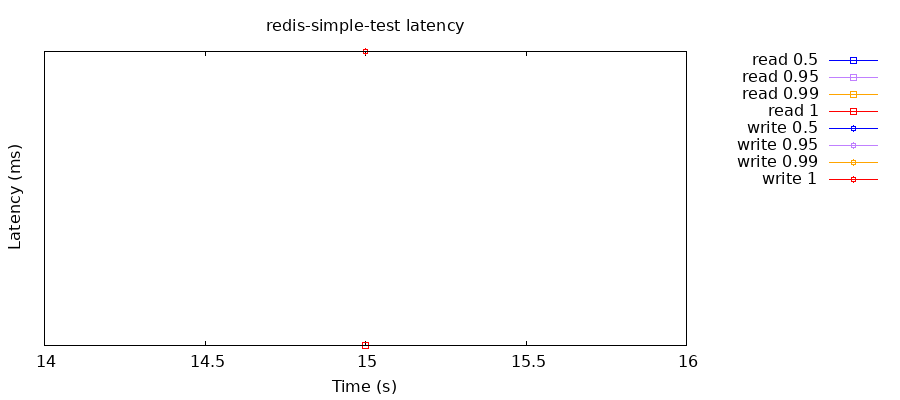 redis-simple-test latency
Latency (ms)
14
14.5
15
15.5
16
Time (s)
read 0.5
read 0.95
read 0.99
read 1
write 0.5
write 0.95
write 0.99
write 1